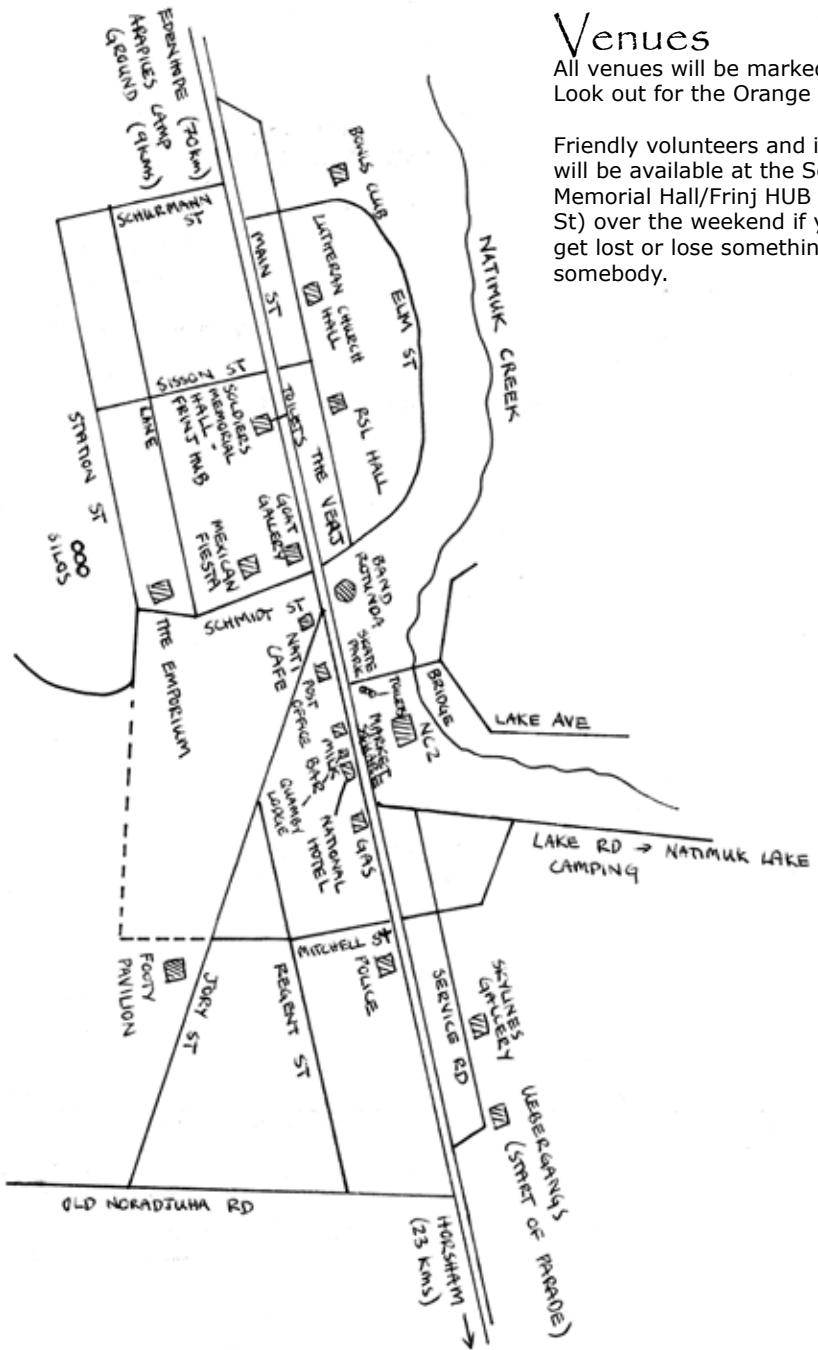 Venues
All venues will be marked
Look out for the Orange
Friendly volunteers and i
will be available at the So
Memorial Hall/Frinj HUB
St) over the weekend if y
get lost or lose somethin
somebody.
EDENHOPE (70km)
ARAPILES CAMP
GROUND (9kms)
SCHURMANN
ST
MAIN ST
BOWLS CLUB
LUTHERAN CHURCH
HALL
ELM ST
NATIMUK CREEK
SISSON ST
LANE
STATION ST
SOLDIERS
MEMORIAL
HALL -
FRINJ HUB
TOILETS
THE VERJ
RSL HALL
GOAT
GALLERY
MEXICAN
FIESTA
000
SILOS
THE EMPORIUM
SCHMIDT ST
BAND
ROTUNDA
SKATE
PARK
TOILETS
NC2
BRIDGE
LAKE AVE
MARKET
SQUARE
NATI
CAFE
POST
OFFICE
MILK
BAR
QUAMBY
LODGE
NATIONAL
HOTEL
GAS
LAKE RD → NATIMUK LAKE
CAMPING
MITCHELL ST
POLICE
REGENT ST
JORY ST
FOOTY
PAVILION
SERVICE RD
SKYLINES
GALLERY
UEBERGANGS
(START OF PARADE)
OLD NORADJUHA RD
HORSHAM
(23 KMS) →